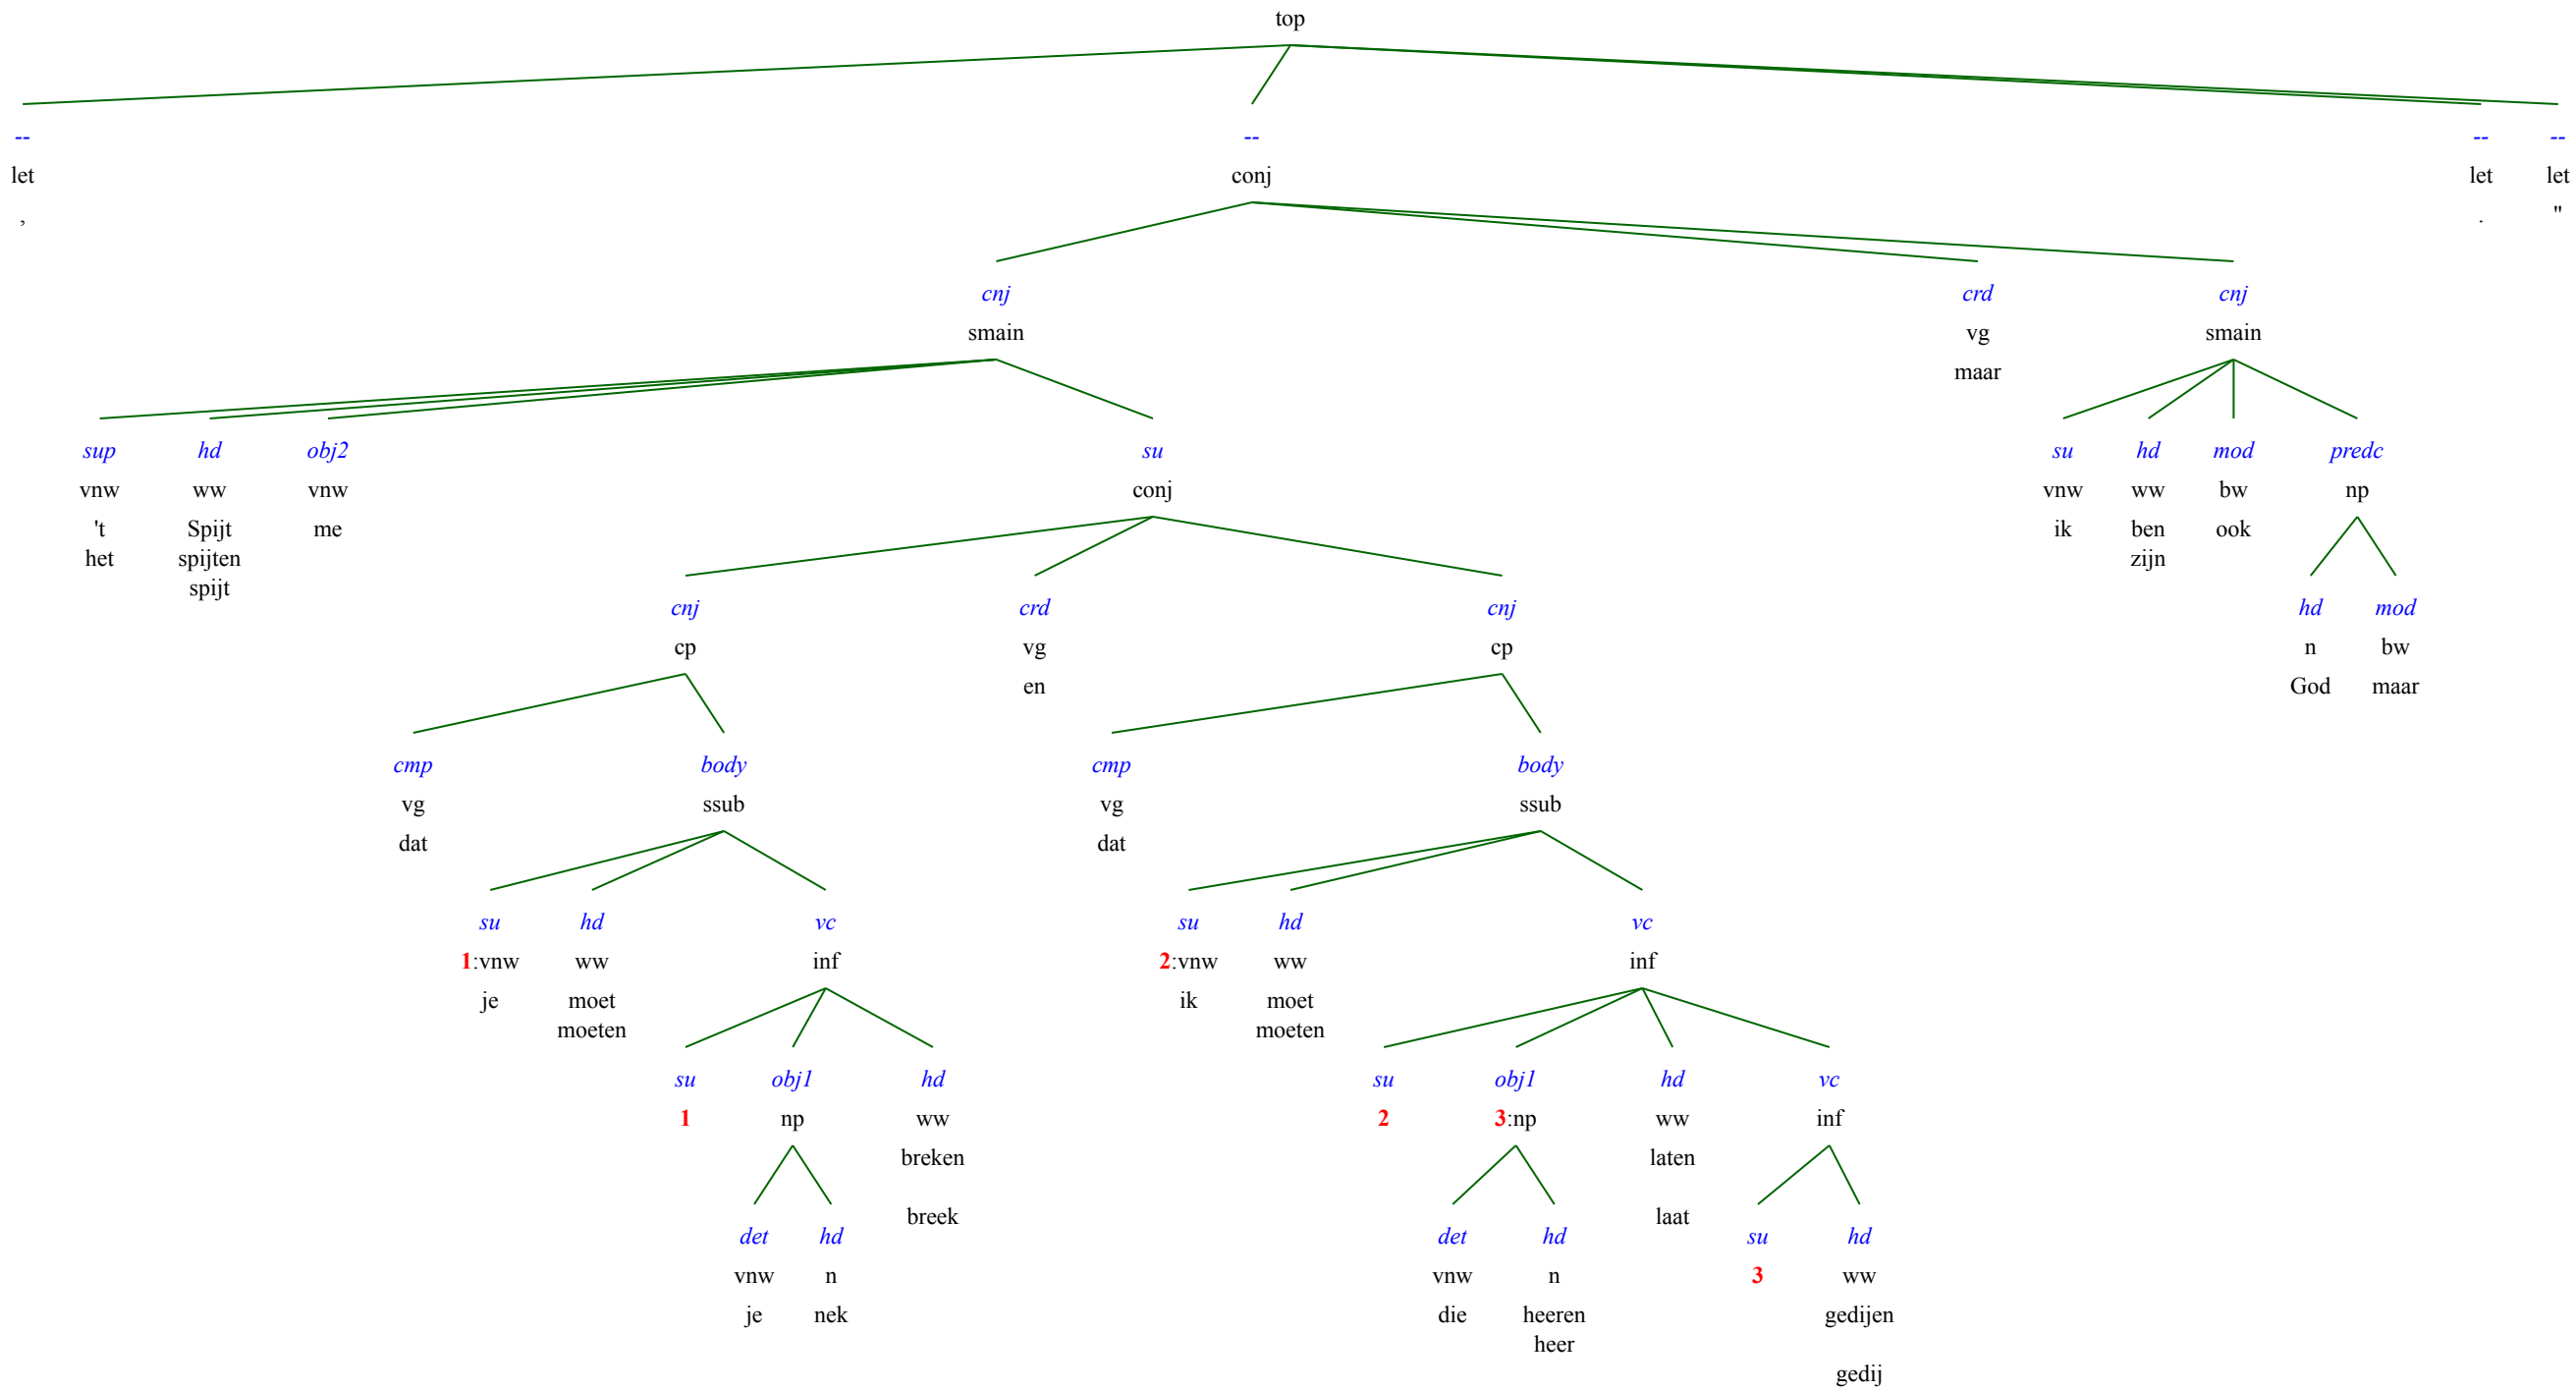 top
-- -- -- --
let conj let let
, . "
cnj crd cnj
smain vg smain
maar
sup hd obj2 su su hd mod predc
vnw ww vnw conj vnw ww bw np
't Spijt me ik ben ook
het spijten zijn
spijt
cnj crd cnj hd mod
cp vg cp n bw
en God maar
cmp body cmp body
vg ssub vg ssub
dat dat
su hd vc su hd vc
1:vnw ww inf 2:vnw ww inf
je moet ik moet
moeten moeten
su obj1 hd su obj1 hd vc
1 np ww 2 3:np ww inf
breken laten
breek laat
det hd det hd su hd
vnw n vnw n 3 ww
je nek die heeren gedijen
heer
gedij